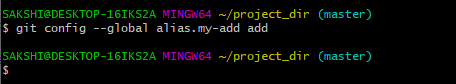 SAKSHI@DESKTOP-16IKS2A MINGW64 ~/project_dir (master)
$ git config --global alias.my-add add
SAKSHI@DESKTOP-16IKS2A MINGW64 ~/project_dir (master)
$